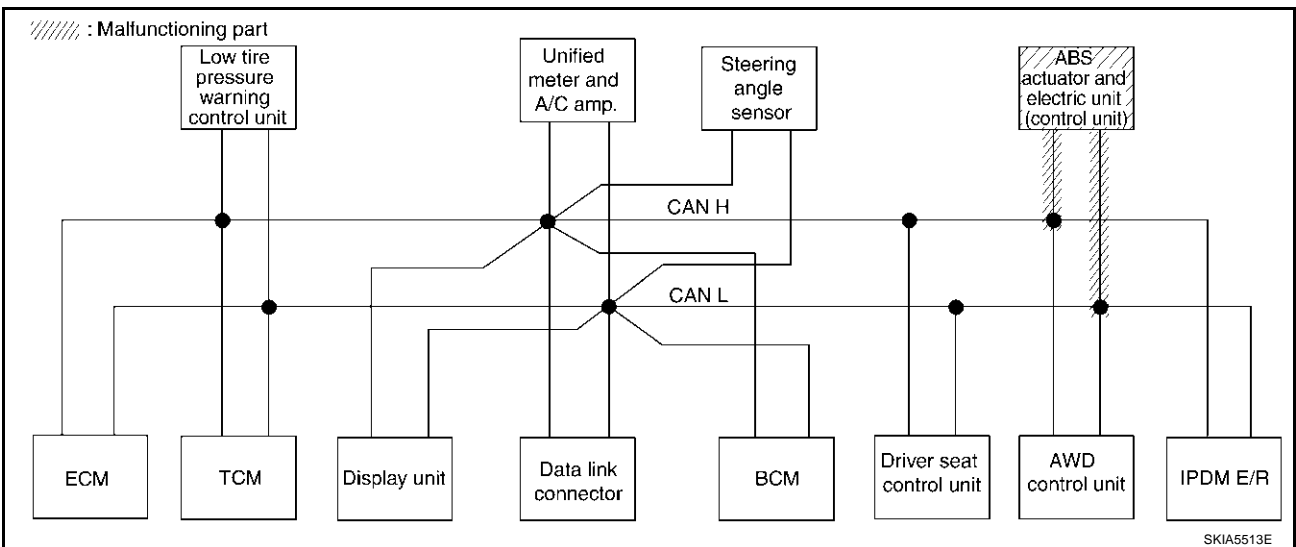 : Malfunctioning part
Low tire
pressure
warning
control unit
Unified
meter and
A/C amp.
Steering
angle
sensor
ABS
actuator and
electric unit
(control unit)
CAN H
CAN L
ECM
TCM
Display unit
Data link
connector
BCM
Driver seat
control unit
AWD
control unit
IPDM E/R
SKIA5513E